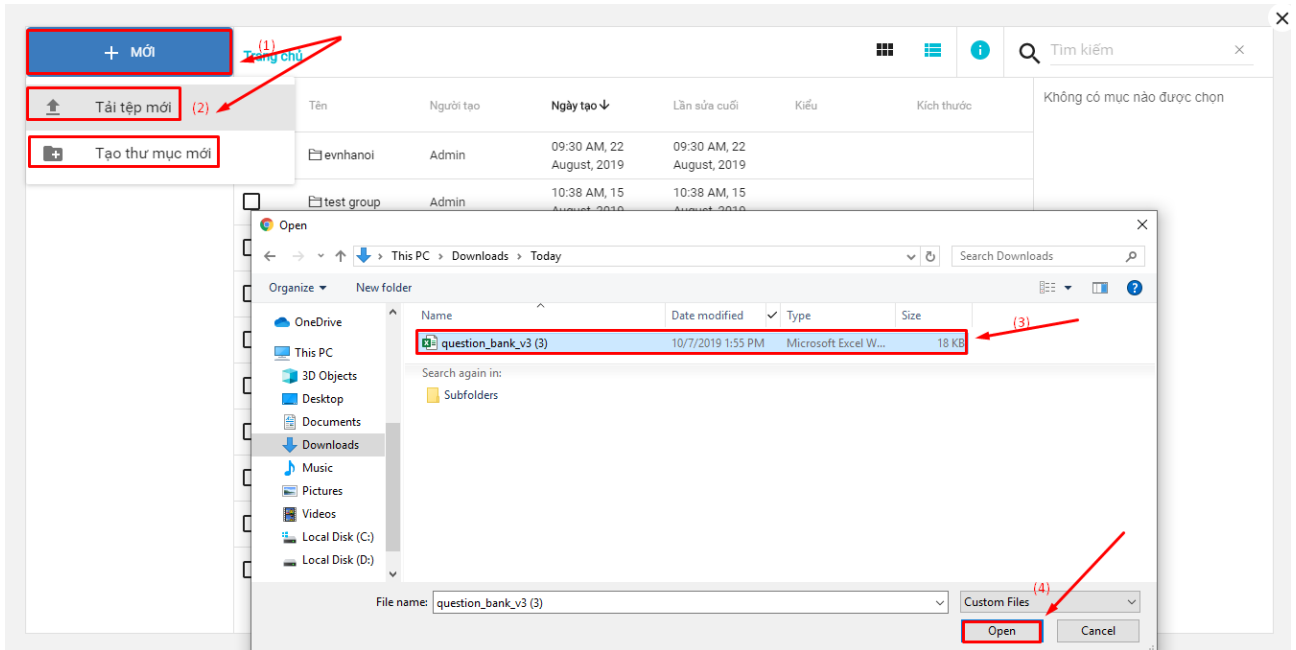 + MỚI
(1)
Trang chủ
Tìm kiếm
Tải tệp mới
(2)
Tạo thư mục mới
Tên Người tạo Ngày tạo Lần sửa cuối Kiểu Kích thước
Không có mục nào được chọn
evnhanoi Admin 09:30 AM, 22 August, 2019 09:30 AM, 22 August, 2019
test group Admin 10:38 AM, 15 August, 2019 10:38 AM, 15 August, 2019
Open
This PC > Downloads > Today
Search Downloads
Organize New folder
Name Date modified Type Size
(3)
question_bank_v3 (3) 10/7/2019 1:55 PM Microsoft Excel W... 18 KB
Search again in:
Subfolders
OneDrive
This PC
3D Objects
Desktop
Documents
Downloads
Music
Pictures
Videos
Local Disk (C:)
Local Disk (D:)
(4)
File name: question_bank_v3 (3) Custom Files
Open Cancel